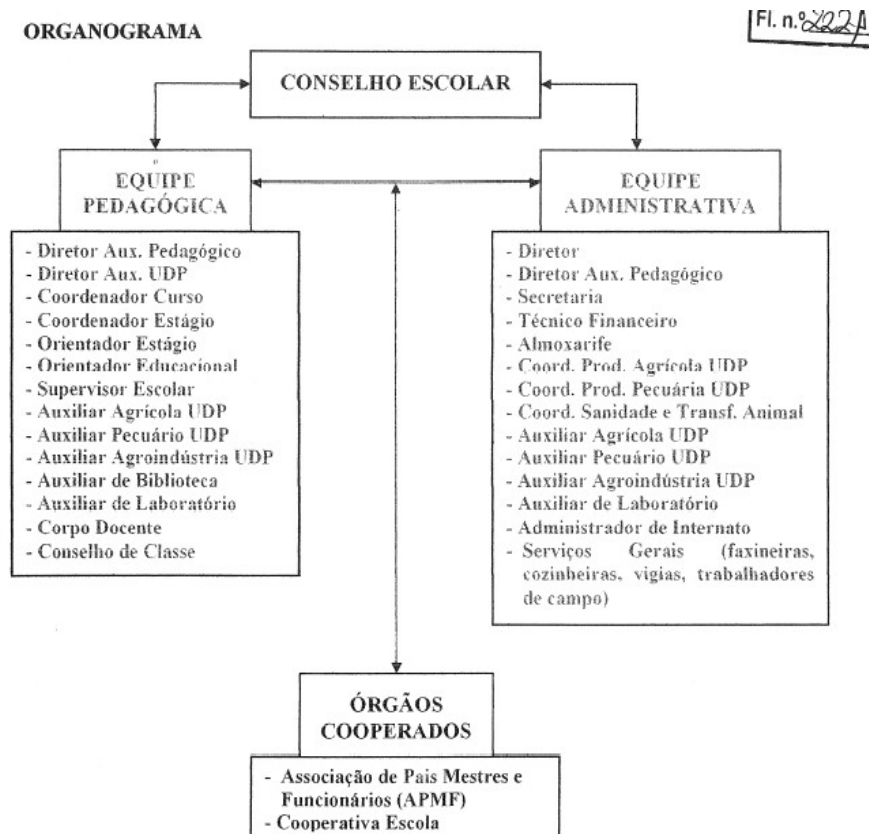 ORGANOGRAMA
Fl. n.º 222
CONSELHO ESCOLAR
EQUIPE
PEDAGÓGICA
- Diretor Aux. Pedagógico
- Diretor Aux. UDP
- Coordenador Curso
- Coordenador Estágio
- Orientador Estágio
- Orientador Educacional
- Supervisor Escolar
- Auxiliar Agrícola UDP
- Auxiliar Pecuário UDP
- Auxiliar Agroindústria UDP
- Auxiliar de Biblioteca
- Auxiliar de Laboratório
- Corpo Docente
- Conselho de Classe
EQUIPE
ADMINISTRATIVA
- Diretor
- Diretor Aux. Pedagógico
- Secretaria
- Técnico Financeiro
- Almoxarife
- Coord. Prod. Agrícola UDP
- Coord. Prod. Pecuária UDP
- Coord. Sanidade e Transf. Animal
- Auxiliar Agrícola UDP
- Auxiliar Pecuário UDP
- Auxiliar Agroindústria UDP
- Auxiliar de Laboratório
- Administrador de Internato
- Serviços Gerais (faxineiras,
cozinheiras, vigias, trabalhadores
de campo)
ÓRGÃOS
COOPERADOS
- Associação de Pais Mestres e
Funcionários (APMF)
- Cooperativa Escola